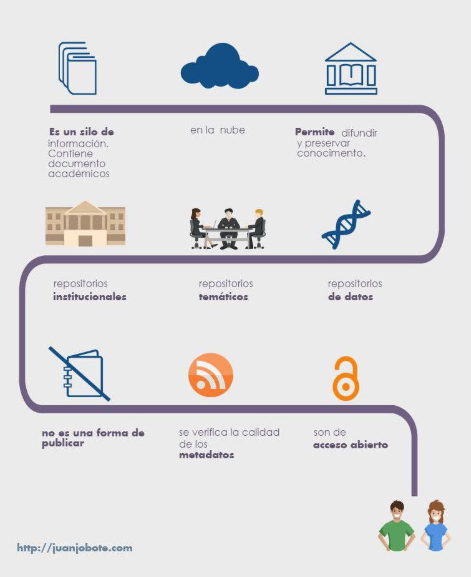 Es un silo de
información.
Contiene
documento
académicos
en la nube
Permite difundir
y preservar
conocimento.
repositorios
institucionales
repositorios
temáticos
repositorios
de datos
no es una forma de
publicar
se verifica la calidad
de los
metadatos
son de
acceso abierto
http://juanjobote.com